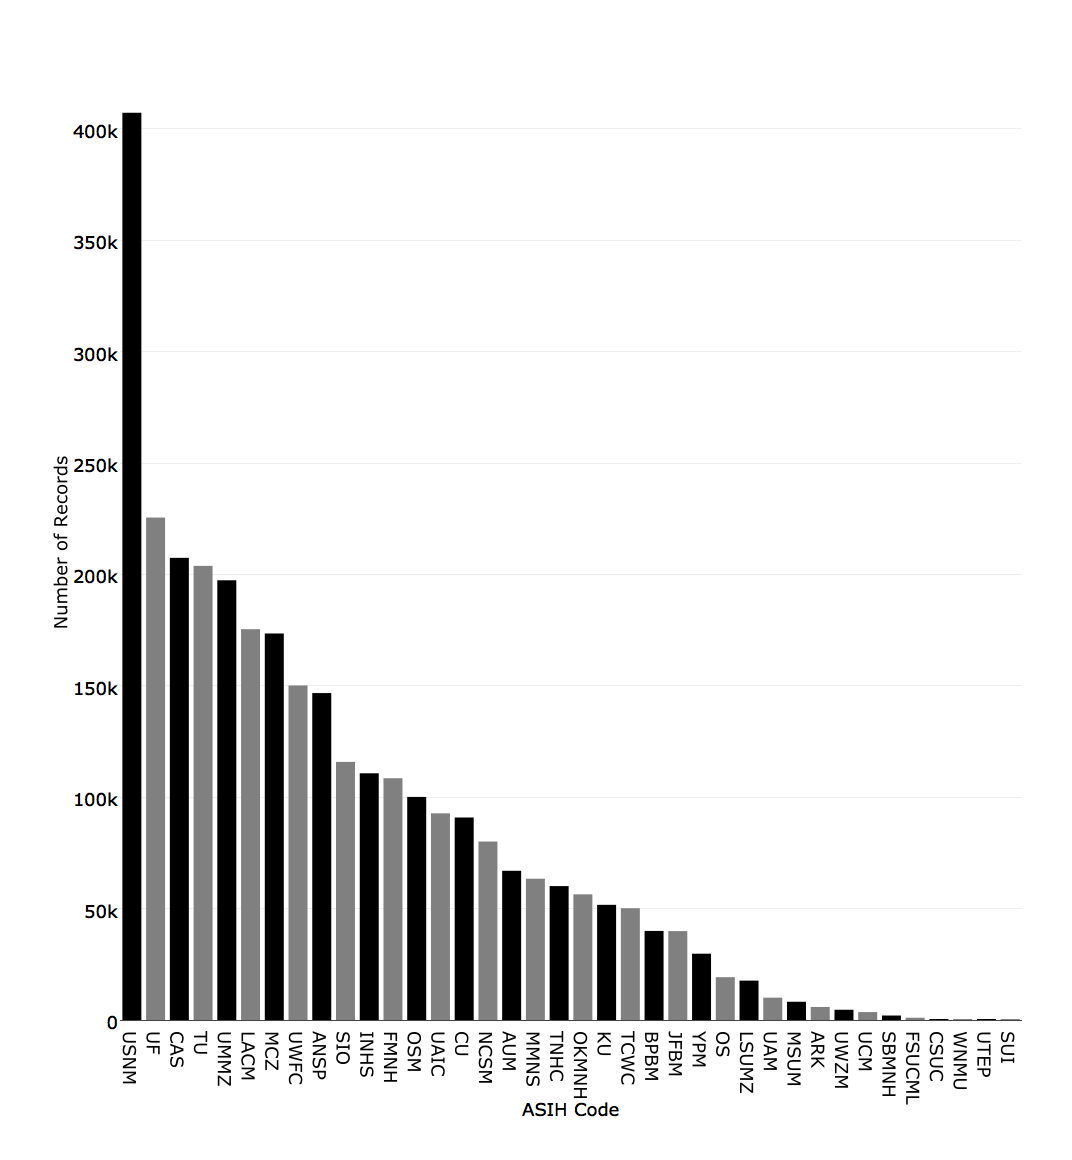 400k
350k
300k
250k
200k
150k
100k
50k
0
Number of Records
USNM
UF
CAS
TU
UMMZ
LACM
MCZ
UWFC
ANSP
SIO
INHS
FMNH
OSM
UAIC
CU
NCSM
AUM
MMNS
TNHC
OKMNH
KU
TCWC
BPBM
JFBM
YPM
OS
LSUMZ
UAM
MSUM
ARK
UWZM
UCM
SBMNH
FSUCML
CSUC
WNMU
UTEP
SUI
ASIH Code